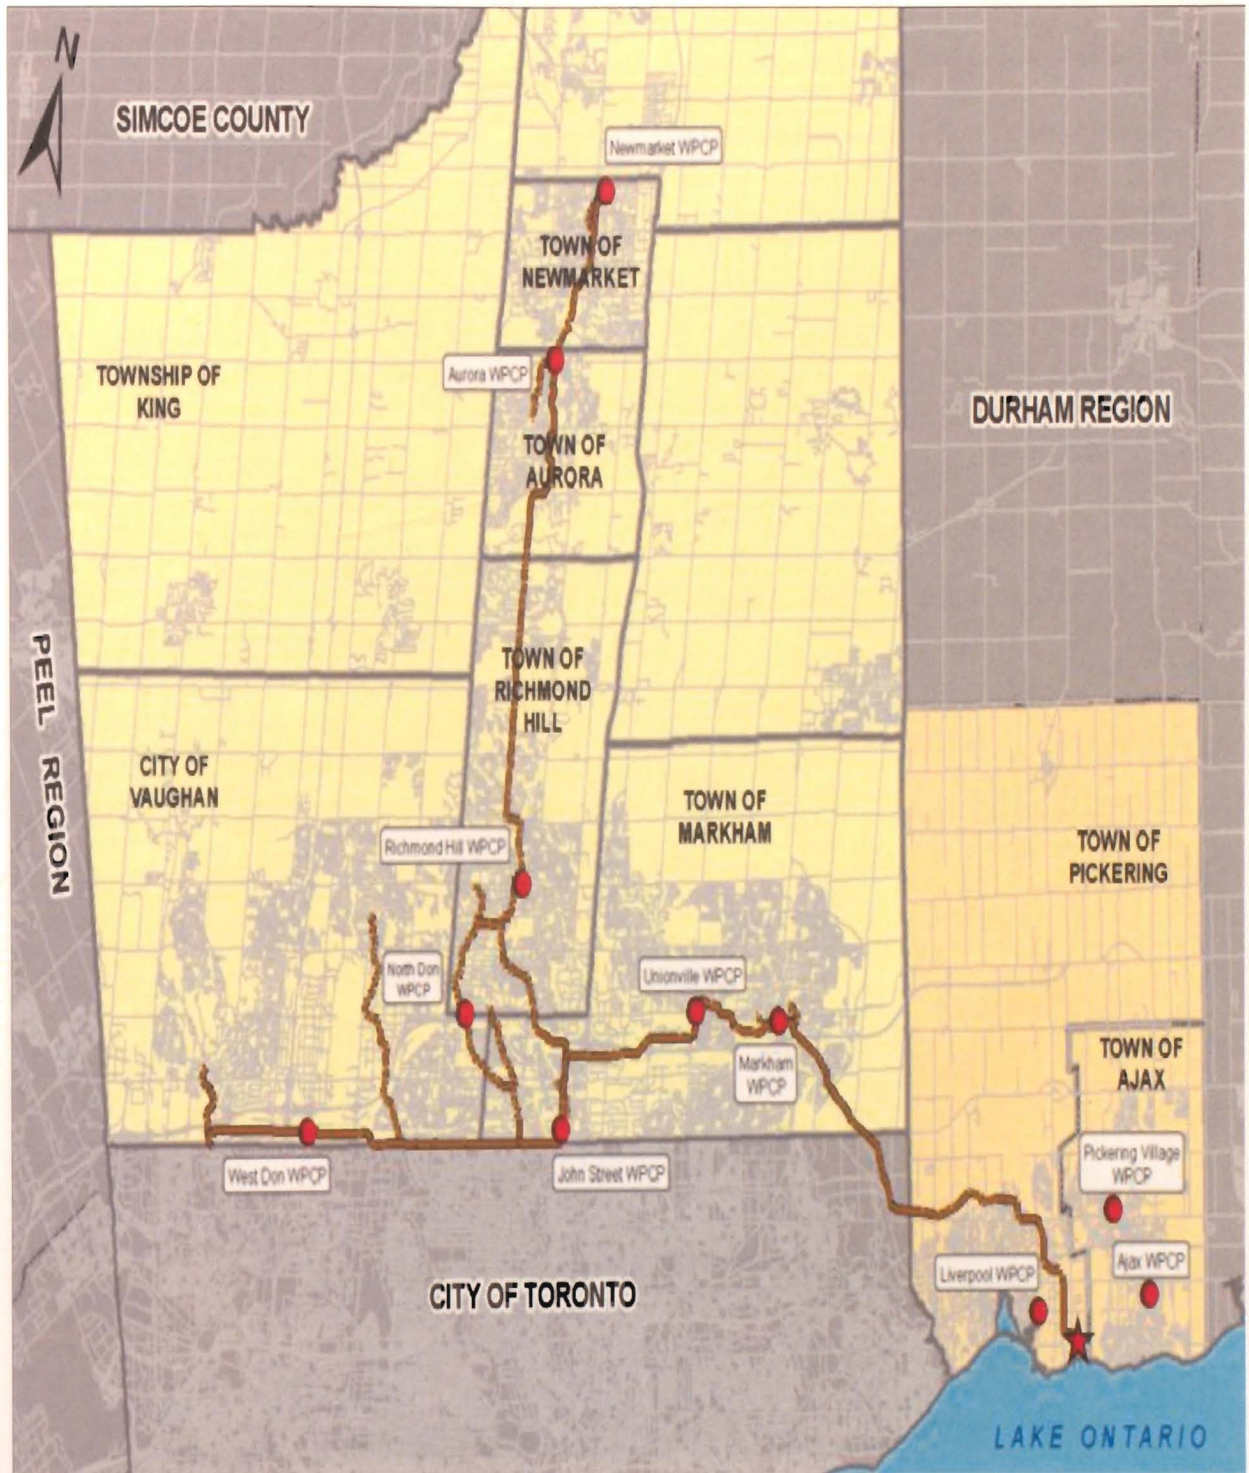 N
SIMCOE COUNTY
Newmarket WPCP
TOWN OF
NEWMARKET
Aurora WPCP
TOWNSHIP OF
KING
DURHAM REGION
TOWN OF
AURORA
PEEL REGION
TOWN OF
RICHMOND
HILL
CITY OF
VAUGHAN
TOWN OF
MARKHAM
Richmond Hill WPCP
TOWN OF
PICKERING
North Don
WPCP
Unionville WPCP
Markham
WPCP
TOWN OF
AJAX
West Don WPCP
John Street WPCP
Pickering Village
WPCP
Liverpool WPCP
Ajax WPCP
CITY OF TORONTO
LAKE ONTARIO